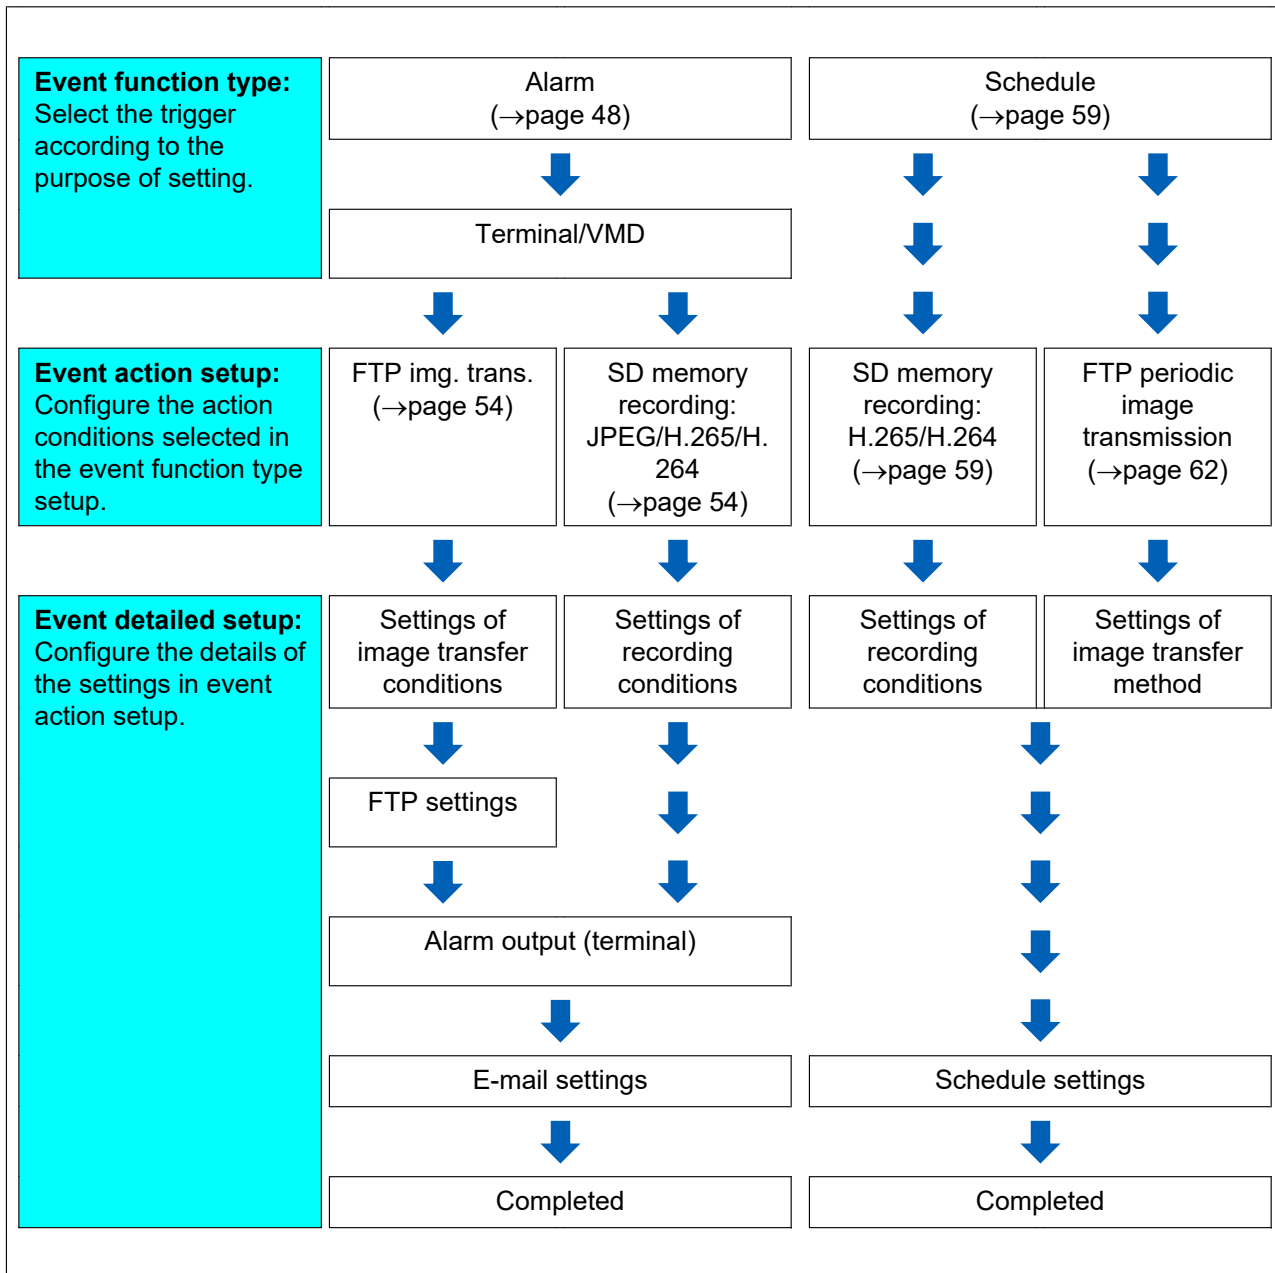 Event function type:
Select the trigger
according to the
purpose of setting.
Alarm
(→page 48)
Schedule
(→page 59)
Terminal/VMD
Event action setup:
Configure the action
conditions selected in
the event function type
setup.
FTP img. trans.
(→page 54)
SD memory
recording:
JPEG/H.265/H.
264
(→page 54)
SD memory
recording:
H.265/H.264
(→page 59)
FTP periodic
image
transmission
(→page 62)
Event detailed setup:
Configure the details of
the settings in event
action setup.
Settings of
image transfer
conditions
Settings of
recording
conditions
Settings of
recording
conditions
Settings of
image transfer
method
FTP settings
Alarm output (terminal)
E-mail settings
Schedule settings
Completed
Completed